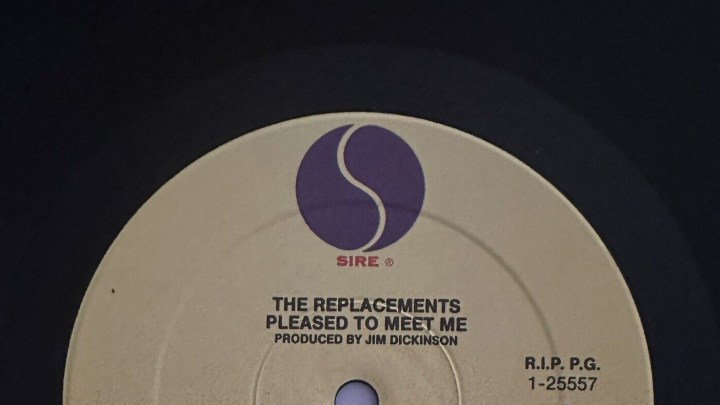 SIRE ®
THE REPLACEMENTS
PLEASED TO MEET ME
PRODUCED BY JIM DICKINSON
R.I.P. P.G.
1-25557